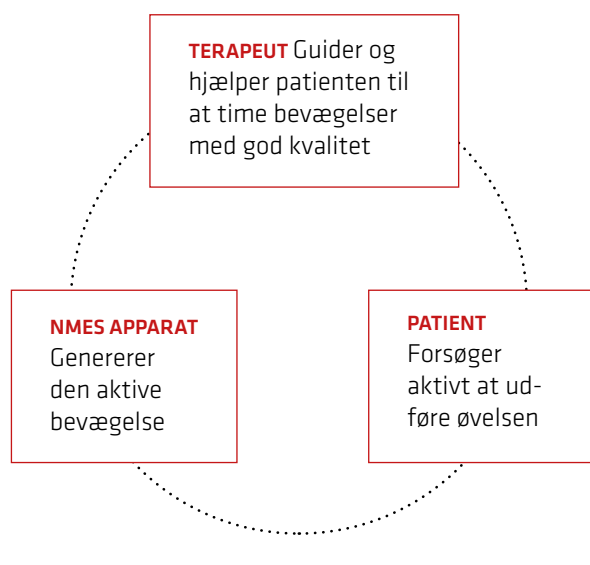 TERAPEUT Guider og
hjælper patienten til
at time bevægelser
med god kvalitet
NMES APPARAT
Genererer
den aktive
bevægelse
PATIENT
Forsøger
aktivt at ud-
føre øvelsen